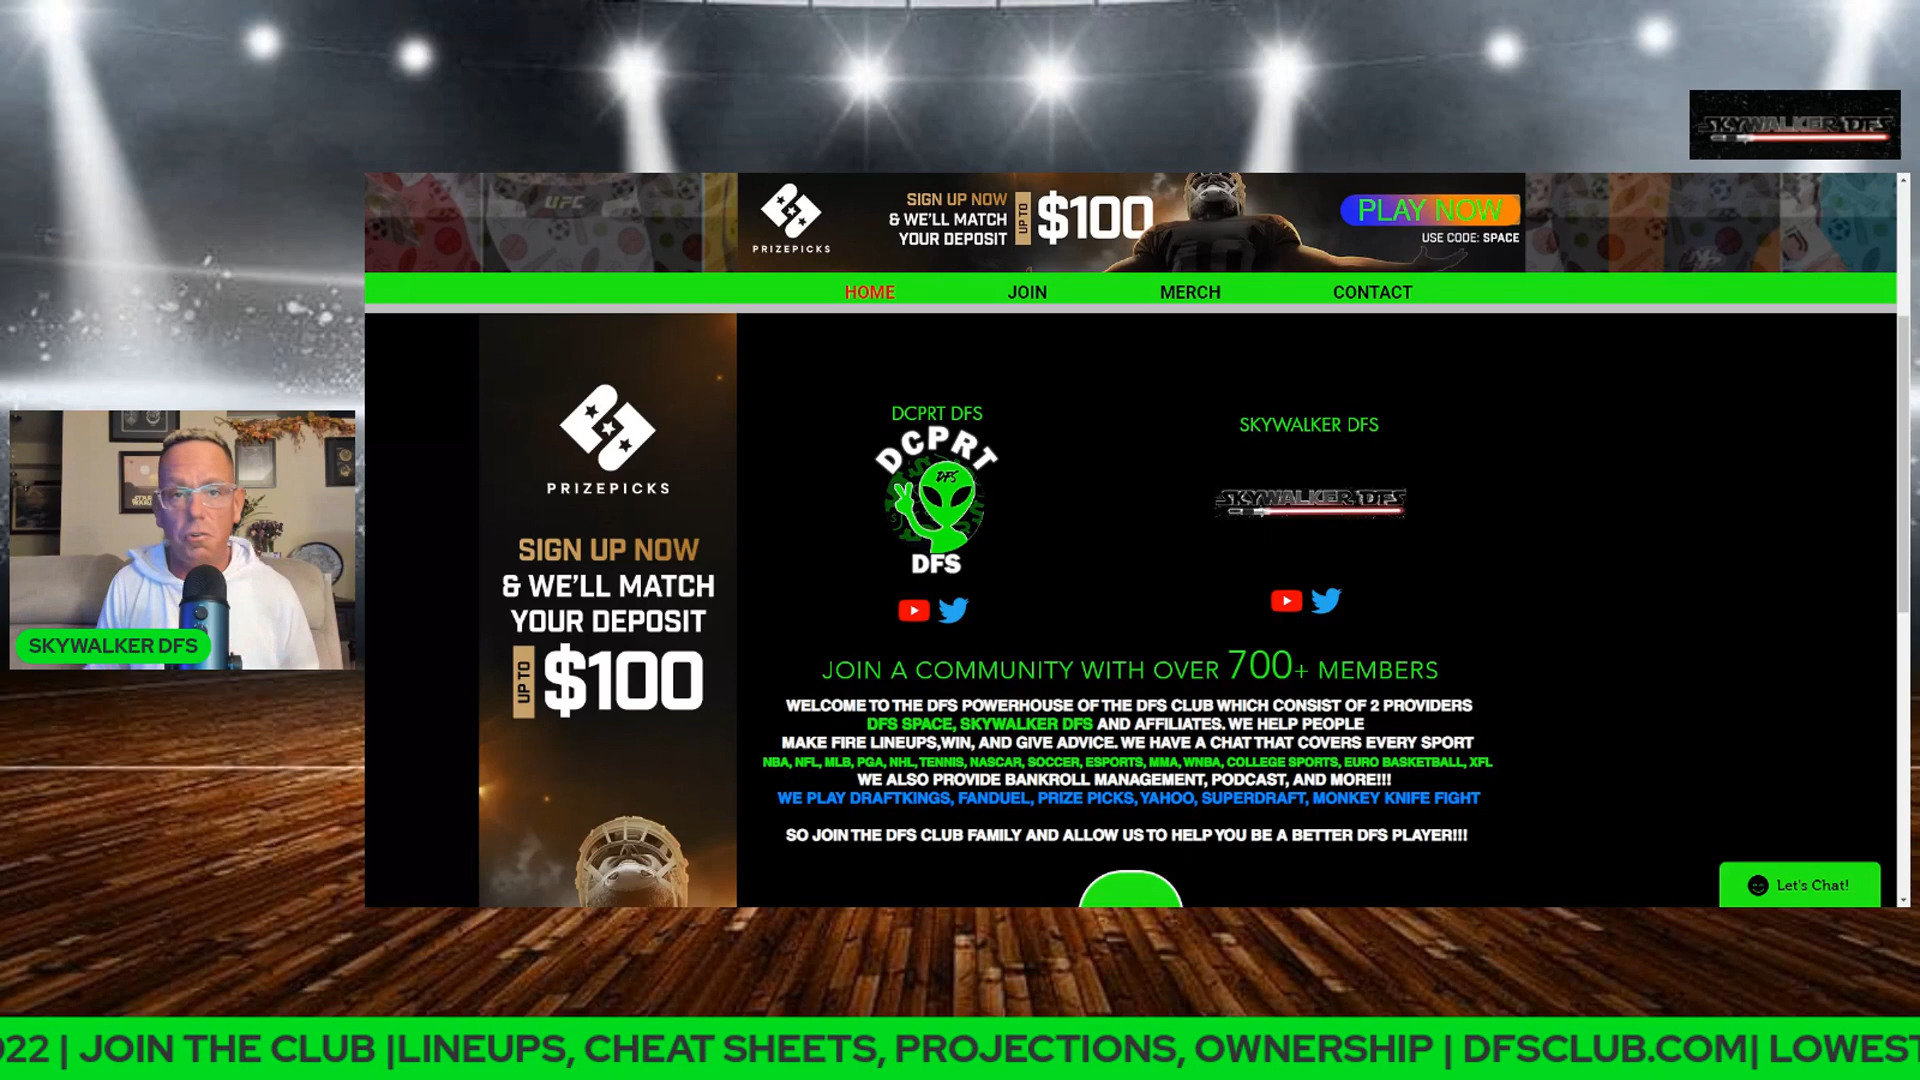 SKYWALKER DFS
UFC
PRIZEPICKS
SIGN UP NOW
& WE'LL MATCH
YOUR DEPOSIT
UP TO
$100
PLAY NOW
USE CODE: SPACE
HOME
JOIN
MERCH
CONTACT
PRIZEPICKS
SIGN UP NOW
& WE'LL MATCH
YOUR DEPOSIT
UP TO
$100
DCPRT DFS
DCPRT
DFS
DFS
SKYWALKER DFS
SKYWALKER DFS
JOIN A COMMUNITY WITH OVER 700+ MEMBERS
WELCOME TO THE DFS POWERHOUSE OF THE DFS CLUB WHICH CONSIST OF 2 PROVIDERS
DFS SPACE, SKYWALKER DFS AND AFFILIATES. WE HELP PEOPLE
MAKE FIRE LINEUPS,WIN, AND GIVE ADVICE. WE HAVE A CHAT THAT COVERS EVERY SPORT
NBA, NFL, MLB, PGA, NHL, TENNIS, NASCAR, SOCCER, ESPORTS, MMA, WNBA, COLLEGE SPORTS, EURO BASKETBALL, XFL
WE ALSO PROVIDE BANKROLL MANAGEMENT, PODCAST, AND MORE!!!
WE PLAY DRAFTKINGS, FANDUEL, PRIZE PICKS, YAHOO, SUPERDRAFT, MONKEY KNIFE FIGHT
SO JOIN THE DFS CLUB FAMILY AND ALLOW US TO HELP YOU BE A BETTER DFS PLAYER!!!
Let's Chat!
SKYWALKER DFS
022 | JOIN THE CLUB |LINEUPS, CHEAT SHEETS, PROJECTIONS, OWNERSHIP | DFSCLUB.COM| LOWEST